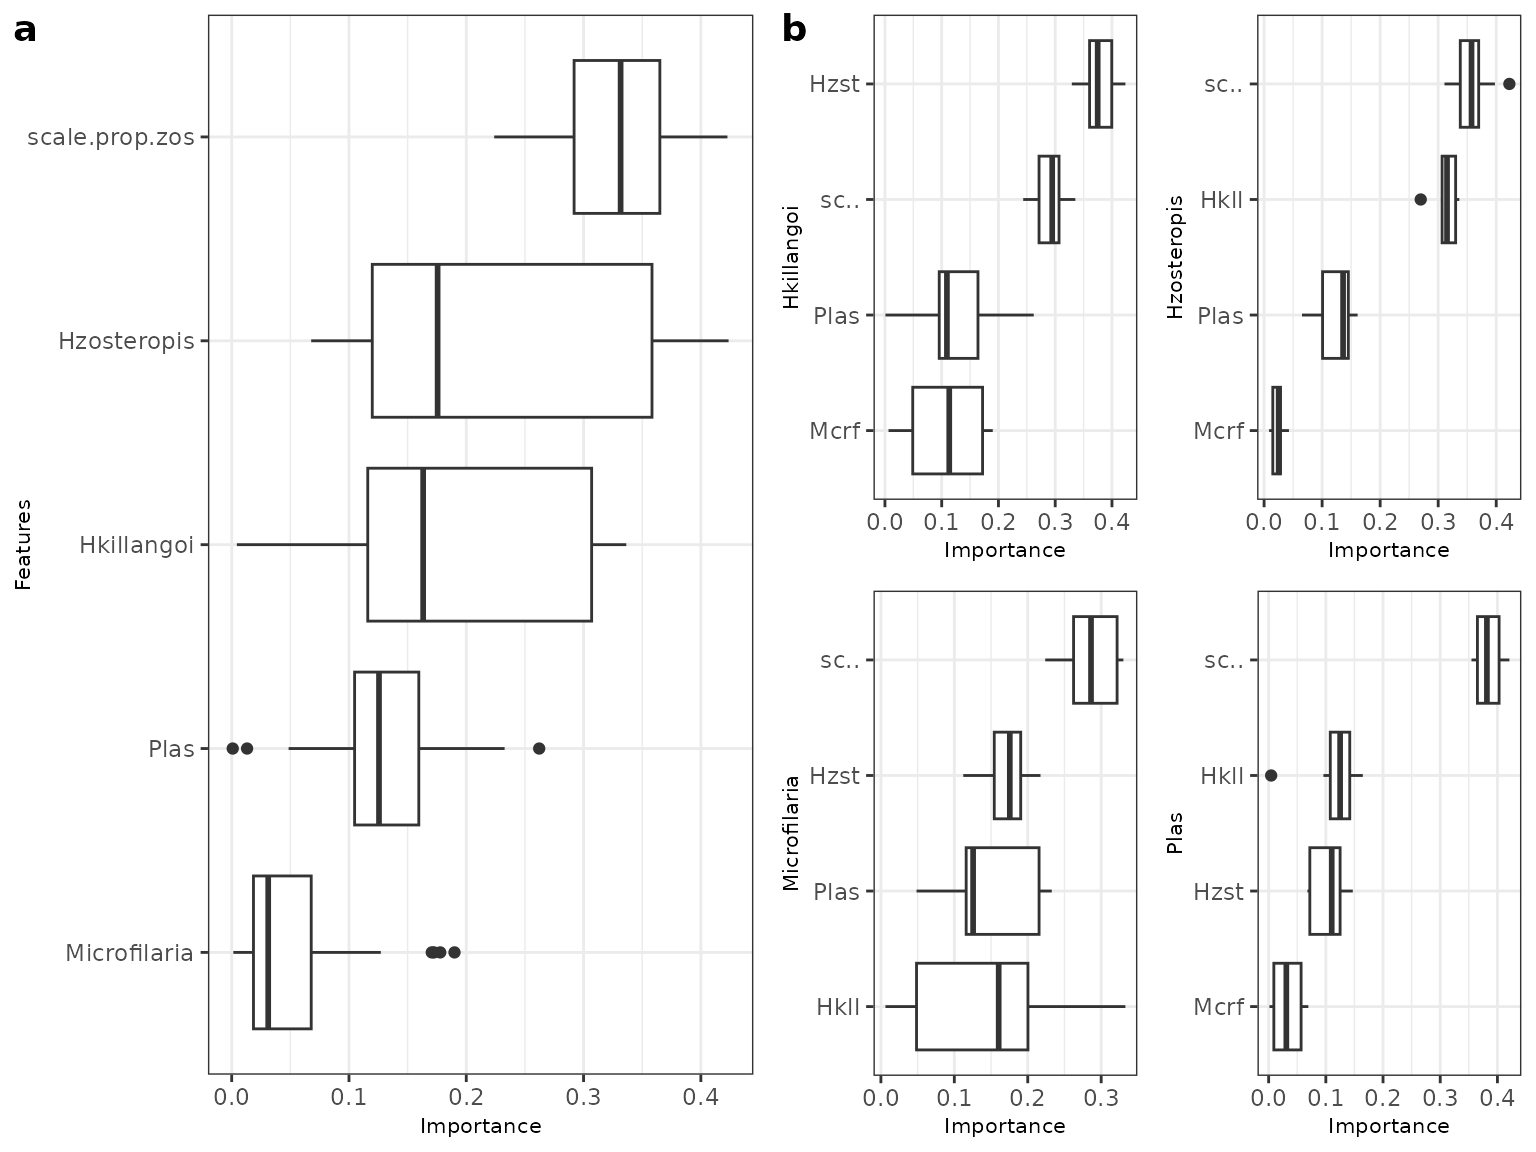 a
scale.prop.zos
Hzosteropis
Hkillangoi
Plas
Microfilaria
Features
0.0 0.1 0.2 0.3 0.4
Importance
b
Hkillangoi
Hzst
sc..
Plas
Mcrf
0.0 0.1 0.2 0.3 0.4
Importance
Hzosteropis
sc..
Hkll
Plas
Mcrf
0.0 0.1 0.2 0.3 0.4
Importance
Microfilaria
sc..
Hzst
Plas
Hkll
0.0 0.1 0.2 0.3
Importance
Plas
sc..
Hkll
Hzst
Mcrf
0.0 0.1 0.2 0.3 0.4
Importance